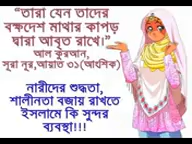 "তারা যেন তাদের
বক্ষদেশ মাথার কাপড়
দ্বারা আবৃত রাখে।"
আল কুরআন,
সূরা নূর,আয়াত ৩১(আংশিক)
নারীদের শুদ্ধতা,
শালীনতা বজায় রাখতে
ইসলামে কি সুন্দর
ব্যবস্থা!!!